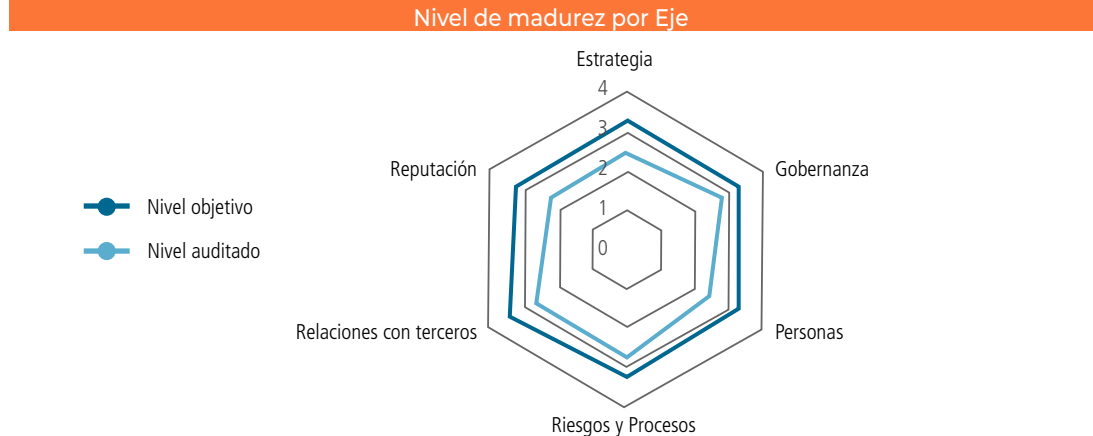 Nivel de madurez por Eje
Estrategia
4
3
2
1
0
Reputación
Gobernanza
Nivel objetivo
Nivel auditado
Relaciones con terceros
Personas
Riesgos y Procesos